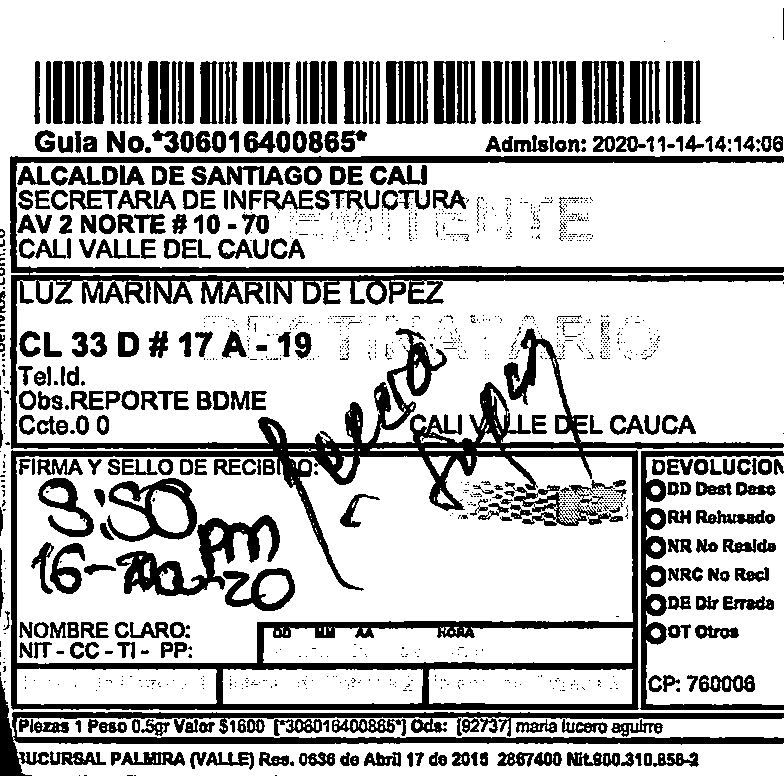 Guia No.*306016400865*
Admision: 2020-11-14-14:14:06
ALCALDIA DE SANTIAGO DE CALI
SECRETARIA DE INFRAESTRUCTURA
AV 2 NORTE # 10 - 70
CALI VALLE DEL CAUCA
REMITENTE
LUZ MARINA MARIN DE LOPEZ
DESTINATARIO
CL 33 D # 17 A - 19
Tel.Id.
Obs.REPORTE BDME
Ccte.0 0
CALI VALLE DEL CAUCA
FIRMA Y SELLO DE RECIBIDO:
3:50 pm
16-
20
NOMBRE CLARO:
NIT - CC - TI - PP:
DD MM AA HORA
DEVOLUCION
DD Dest Desc
RH Rehusado
NR No Reside
NRC No Recl
DE Dir Errada
OT Otros
CP: 760006
Piezas 1 Peso 0.5gr Valor $1600 [*306016400865*] Ods: [92737] maria lucero aguirre
SUCURSAL PALMIRA (VALLE) Res. 0636 de Abril 17 de 2015 2867400 Nit.900.310.856-2